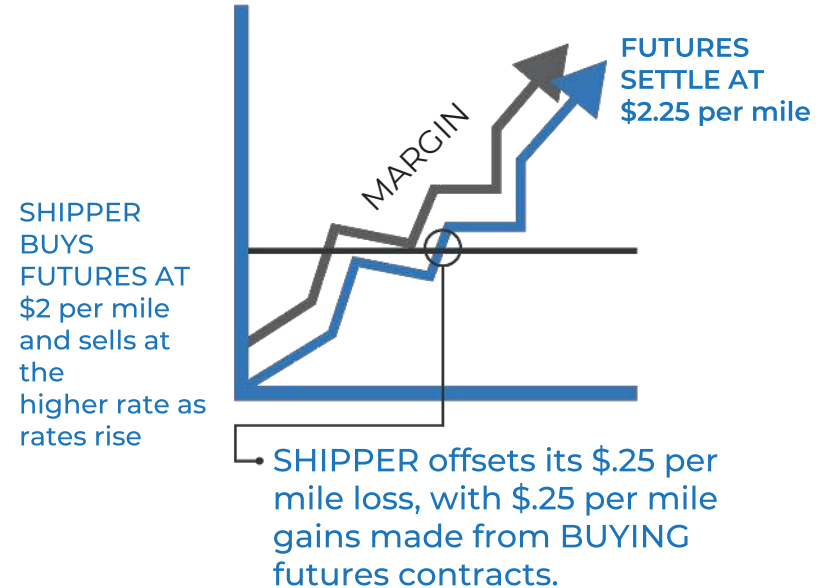 FUTURES
SETTLE AT
$2.25 per mile
MARGIN
SHIPPER
BUYS
FUTURES AT
$2 per mile
and sells at
the
higher rate as
rates rise
SHIPPER offsets its $.25 per
mile loss, with $.25 per mile
gains made from BUYING
futures contracts.